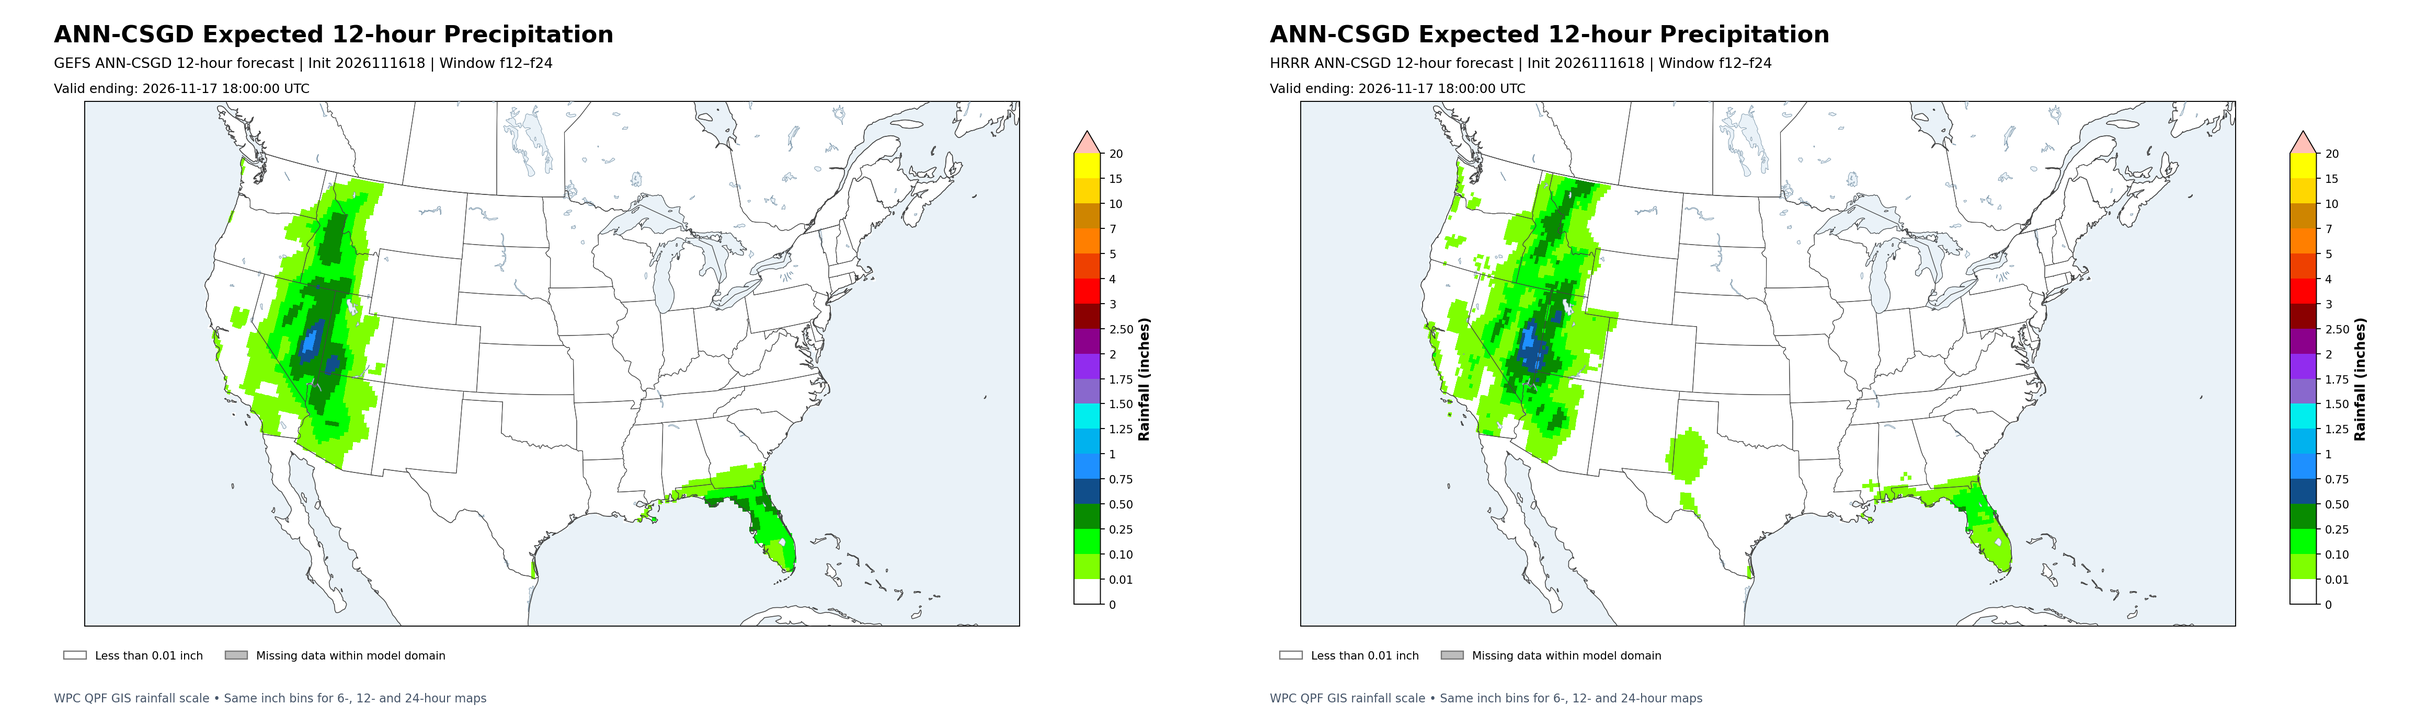 ANN-CSGD Expected 12-hour Precipitation
GEFS ANN-CSGD 12-hour forecast | Init 2026111618 | Window f12–f24
Valid ending: 2026-11-17 18:00:00 UTC
20
15
10
7
5
4
3
2.50
2
1.75
1.50
1.25
1
0.75
0.50
0.25
0.10
0.01
0
Rainfall (inches)
Less than 0.01 inch
Missing data within model domain
WPC QPF GIS rainfall scale • Same inch bins for 6-, 12- and 24-hour maps
ANN-CSGD Expected 12-hour Precipitation
HRRR ANN-CSGD 12-hour forecast | Init 2026111618 | Window f12–f24
Valid ending: 2026-11-17 18:00:00 UTC
20
15
10
7
5
4
3
2.50
2
1.75
1.50
1.25
1
0.75
0.50
0.25
0.10
0.01
0
Rainfall (inches)
Less than 0.01 inch
Missing data within model domain
WPC QPF GIS rainfall scale • Same inch bins for 6-, 12- and 24-hour maps